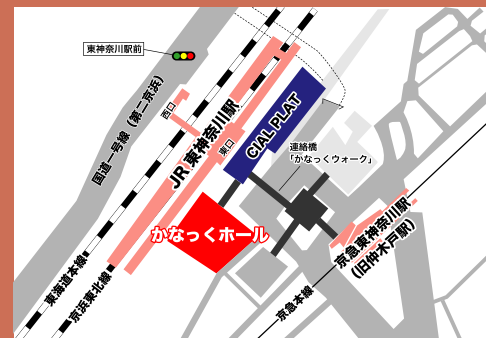 東神奈川駅前
国道一号線（第二京浜）
西口
JR 東神奈川駅
東口
CIAL PLAT
連絡橋
「かなっくウォーク」
かなっくホール
京急東神奈川駅
（旧仲木戸駅）
東海道本線
京浜東北線
京急本線